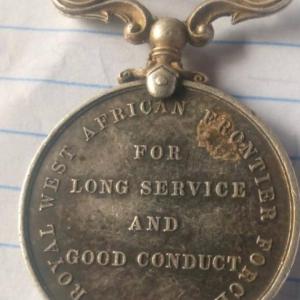 ROYAL WEST AFRICAN FRONTIER FORCE
FOR
LONG SERVICE
AND
GOOD CONDUCT